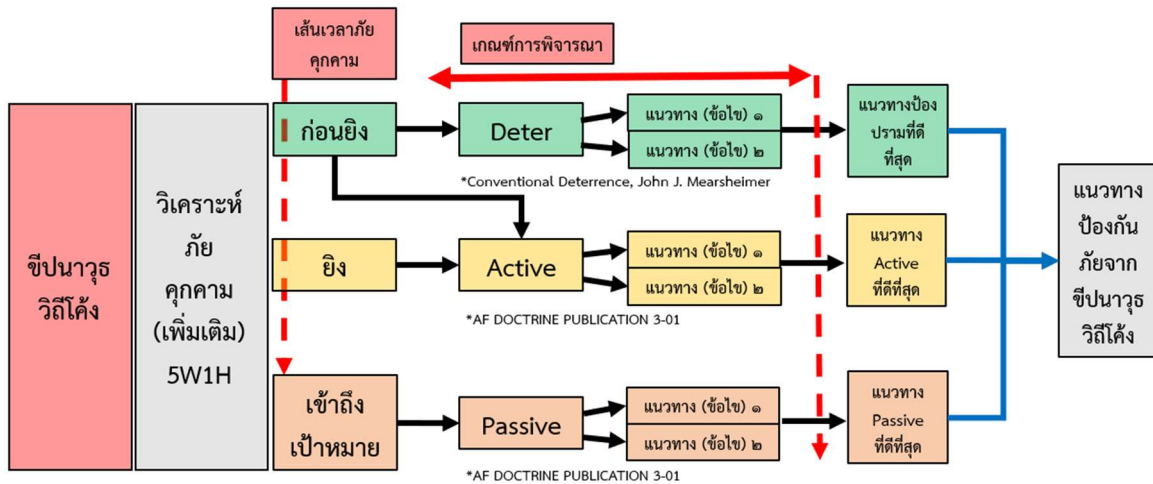 เส้นเวลาภัย
คุกคาม
เกณฑ์การพิจารณา
ขีปนาวุธ
วิถีโค้ง
วิเคราะห์
ภัย
คุกคาม
(เพิ่มเติม)
5W1H
ก่อนยิง
Deter
แนวทาง (ข้อไข) ๑
แนวทาง (ข้อไข) ๒
แนวทางป้อง
ปรามที่ดี
ที่สุด
*Conventional Deterrence, John J. Mearsheimer
ยิง
Active
แนวทาง (ข้อไข) ๑
แนวทาง (ข้อไข) ๒
แนวทาง
Active
ที่ดีที่สุด
*AF DOCTRINE PUBLICATION 3-01
เข้าถึง
เป้าหมาย
Passive
แนวทาง (ข้อไข) ๑
แนวทาง (ข้อไข) ๒
แนวทาง
Passive
ที่ดีที่สุด
*AF DOCTRINE PUBLICATION 3-01
แนวทาง
ป้องกัน
ภัยจาก
ขีปนาวุธ
วิถีโค้ง